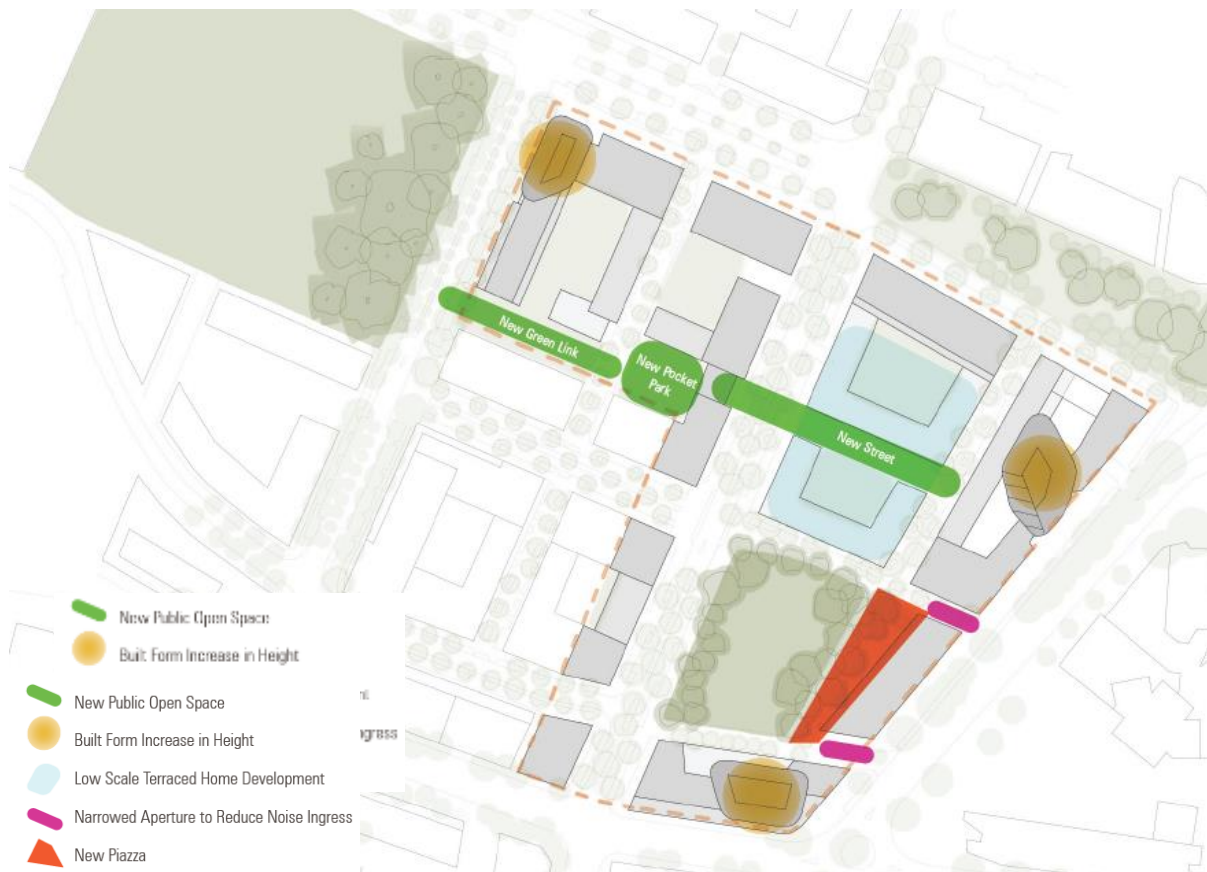 New Green Link
New Pocket
Park
New Street
New Public Open Space
Built Form Increase in Height
New Public Open Space
Built Form Increase in Height
Low Scale Terraced Home Development
Narrowed Aperture to Reduce Noise Ingress
New Piazza